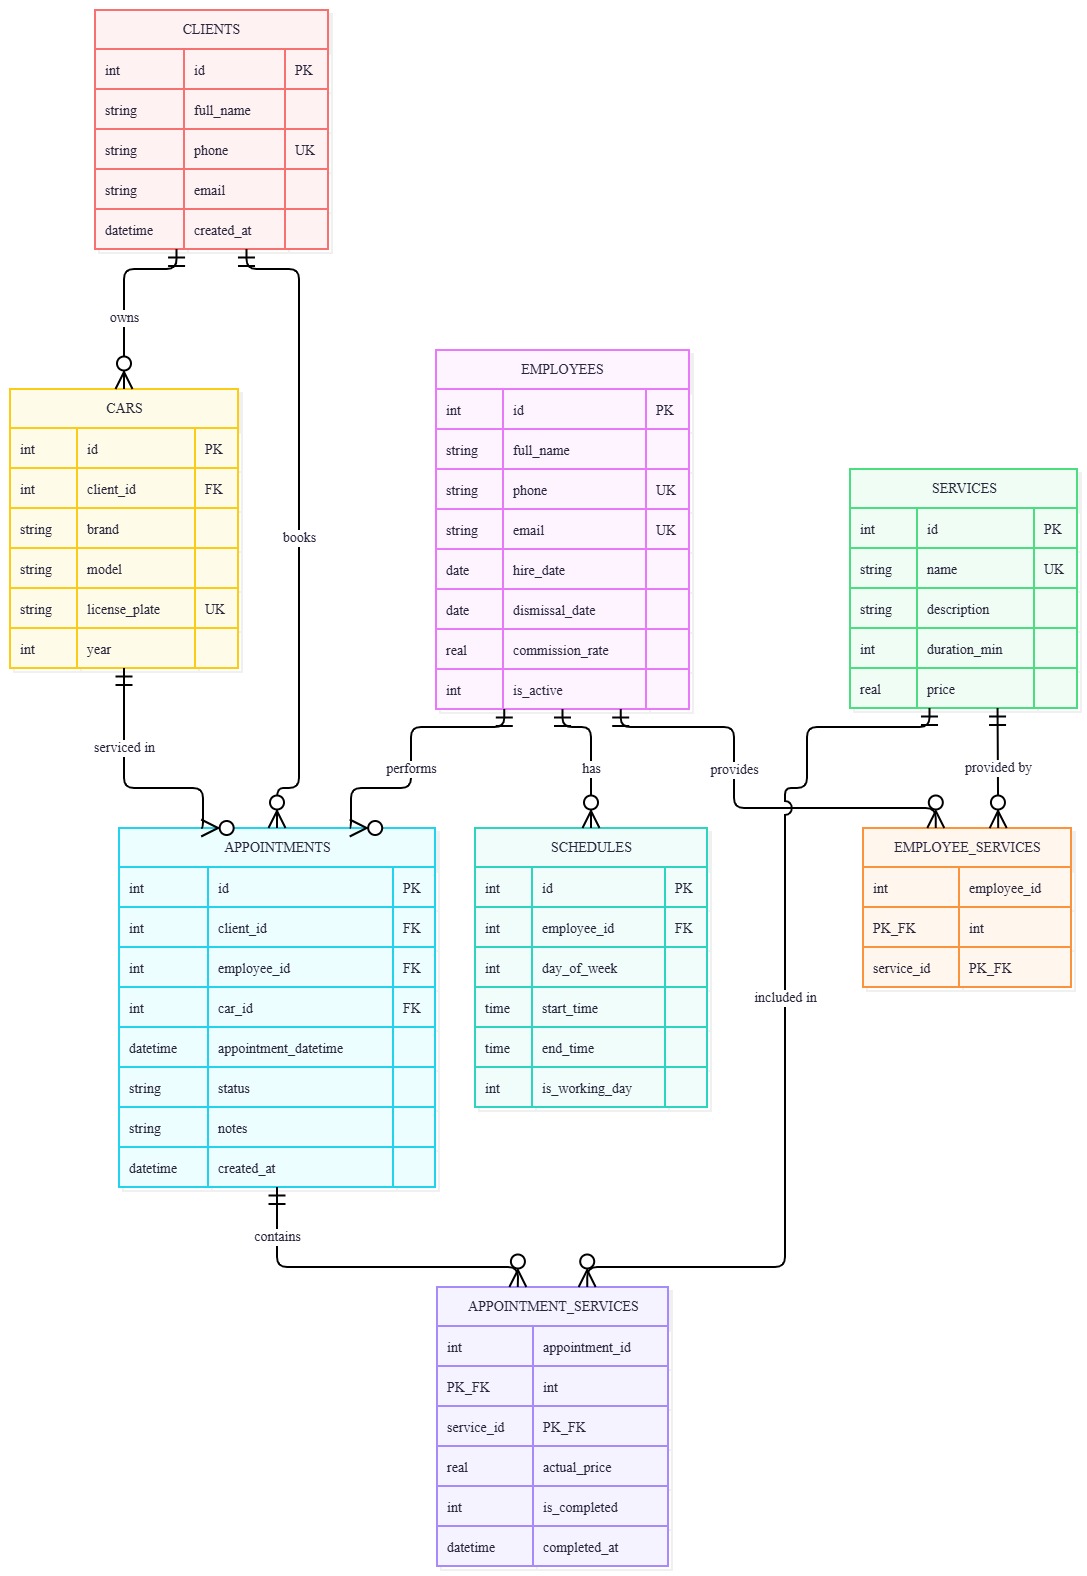 CLIENTS
int id PK
string full_name
string phone UK
string email
datetime created_at
owns
books
CARS
int id PK
int client_id FK
string brand
string model
string license_plate UK
int year
serviced in
EMPLOYEES
int id PK
string full_name
string phone UK
string email UK
date hire_date
date dismissal_date
real commission_rate
int is_active
performs
has
provides
SERVICES
int id PK
string name UK
string description
int duration_min
real price
provided by
included in
APPOINTMENTS
int id PK
int client_id FK
int employee_id FK
int car_id FK
datetime appointment_datetime
string status
string notes
datetime created_at
contains
SCHEDULES
int id PK
int employee_id FK
int day_of_week
time start_time
time end_time
int is_working_day
EMPLOYEE_SERVICES
int employee_id
PK_FK int
service_id PK_FK
APPOINTMENT_SERVICES
int appointment_id
PK_FK int
service_id PK_FK
real actual_price
int is_completed
datetime completed_at